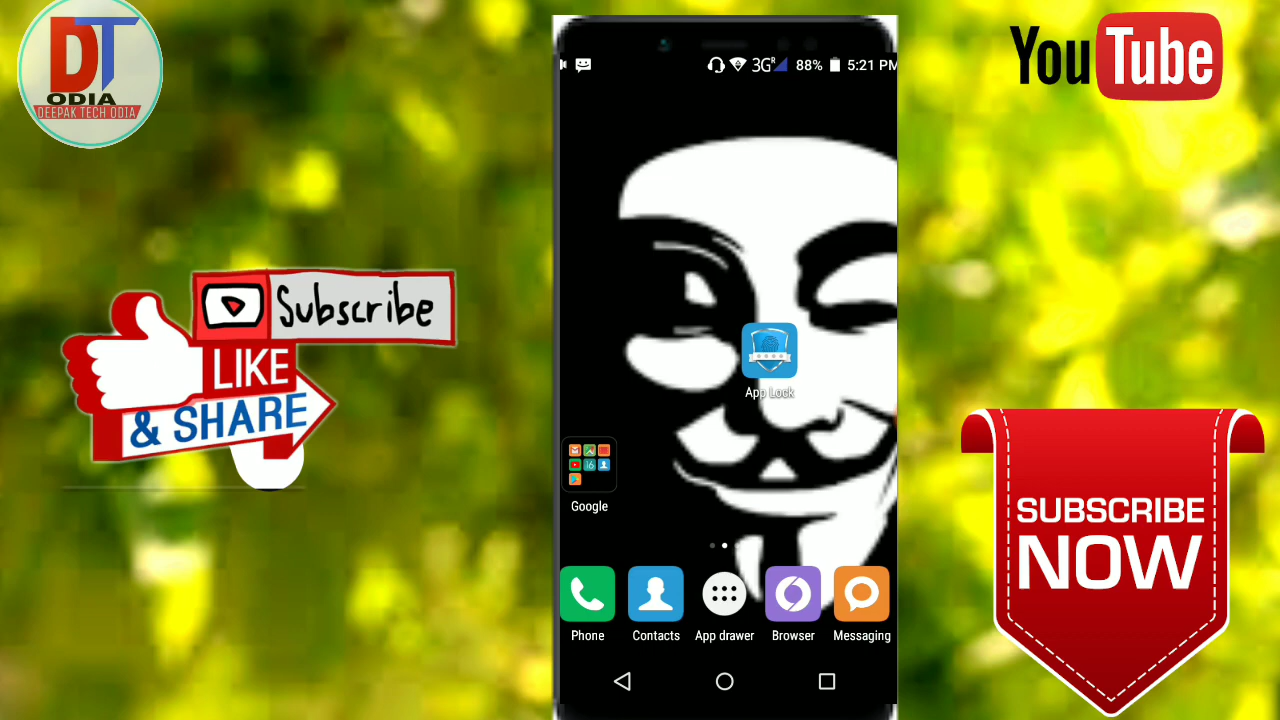 DT
ODIA
DEEPAK TECH ODIA
YouTube
3G R 88% 5:21 PM
Subscribe
LIKE
& SHARE
App Lock
16
Google
Phone Contacts App drawer Browser Messaging
SUBSCRIBE
NOW